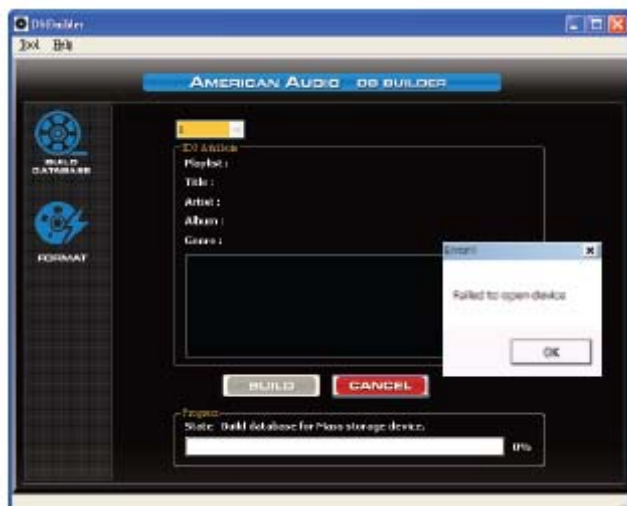 DbBuilder
Tool Help
AMERICAN AUDIO DB BUILDER
BUILD
DATABASE
FORMAT
Playlist :
Title :
Artist :
Album :
Genre :
Error!!
Failed to open device
OK
BUILD CANCEL
Progress
State Build database for Mass storage device.
0%